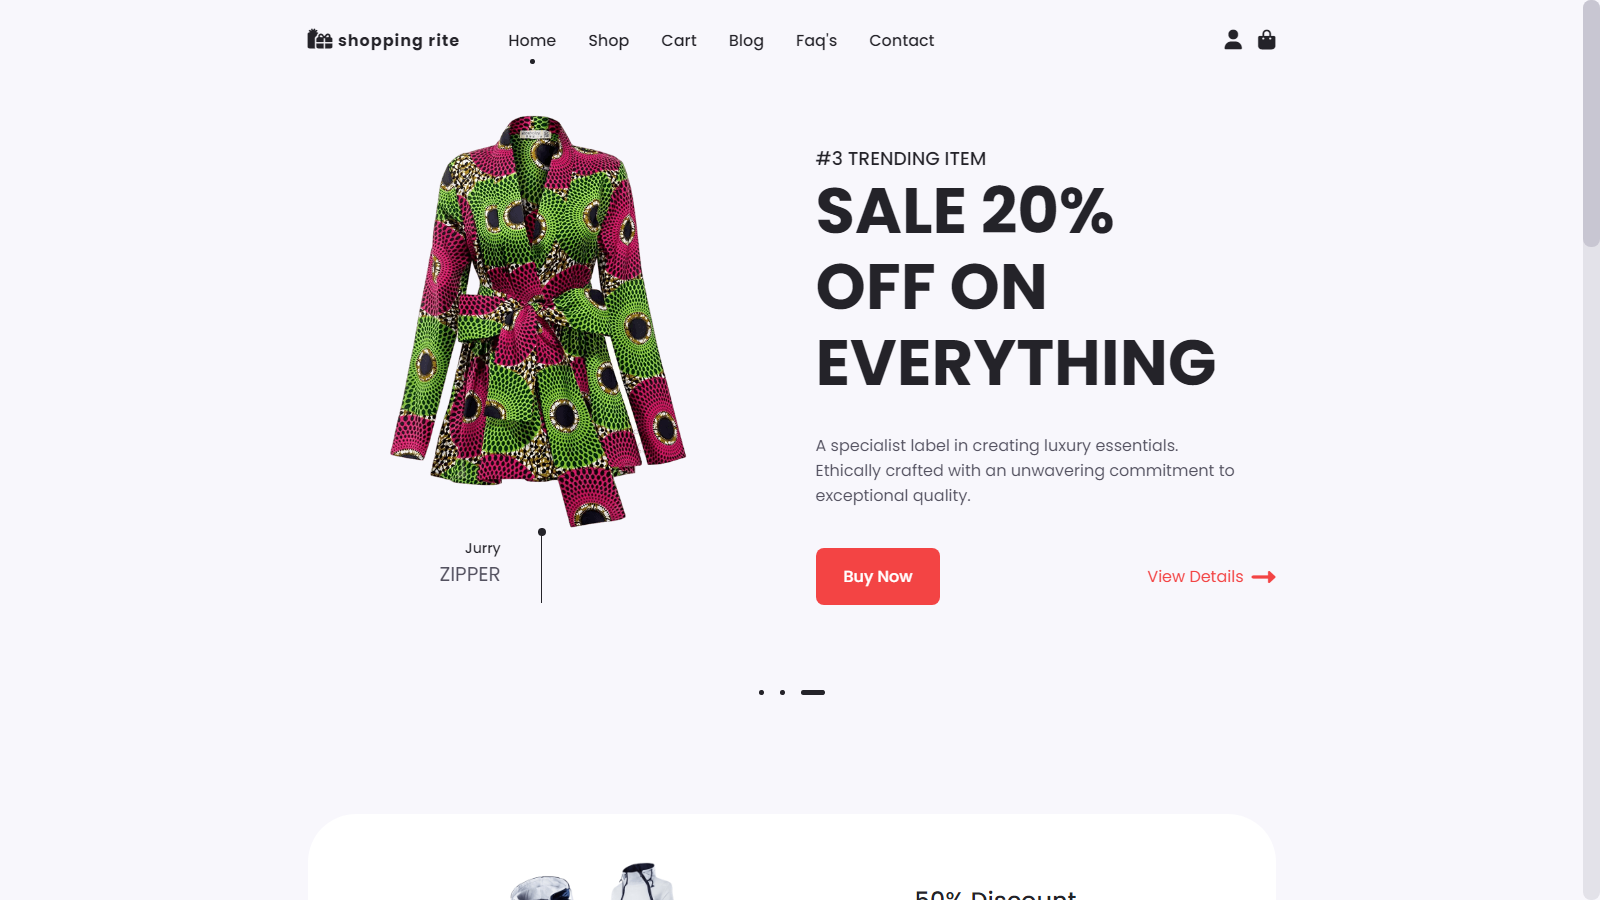 shopping rite
Home
Shop
Cart
Blog
Faq's
Contact
#3 TRENDING ITEM
SALE 20%
OFF ON
EVERYTHING
A specialist label in creating luxury essentials.
Ethically crafted with an unwavering commitment to
exceptional quality.
Jurry
ZIPPER
Buy Now
View Details
50% Discount